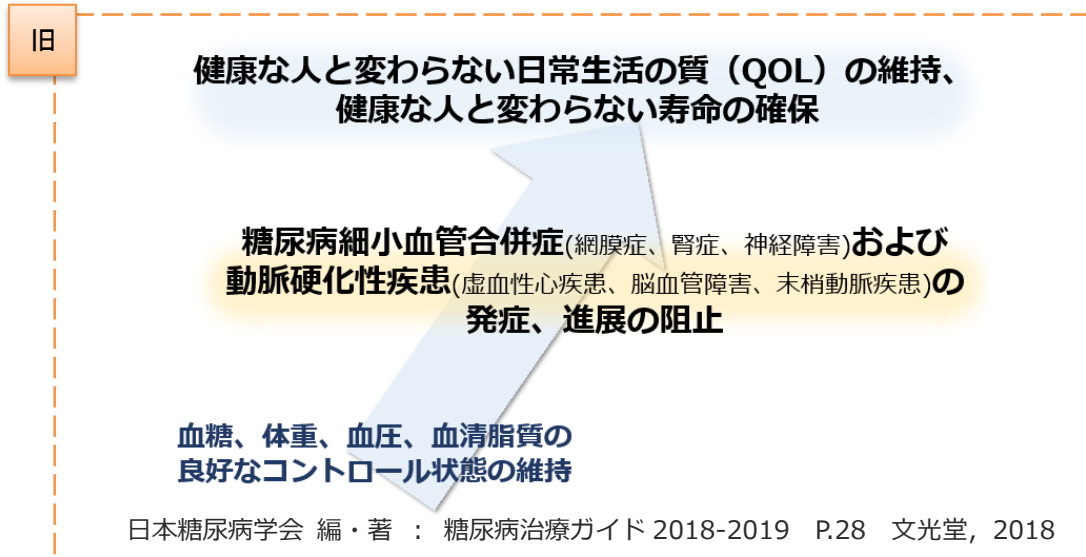 旧
健康な人と変わらない日常生活の質（QOL）の維持、
健康な人と変わらない寿命の確保
糖尿病細小血管合併症(網膜症、腎症、神経障害)および
動脈硬化性疾患(虚血性心疾患、脳血管障害、末梢動脈疾患)の
発症、進展の阻止
血糖、体重、血圧、血清脂質の
良好なコントロール状態の維持
日本糖尿病学会 編・著 ： 糖尿病治療ガイド 2018-2019　P.28　文光堂，2018